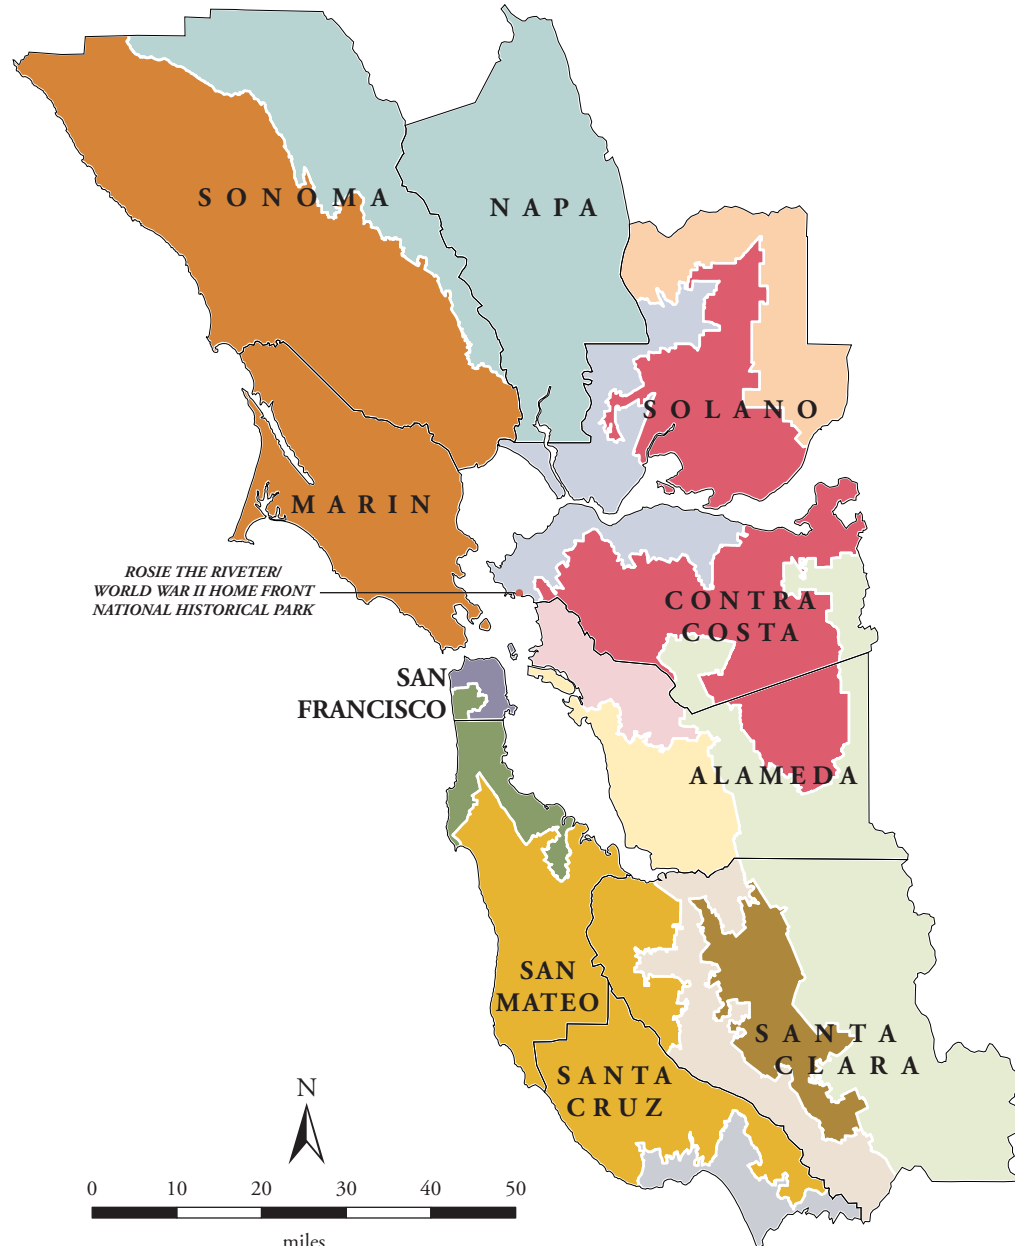 SONOMA
NAPA
SOLANO
MARIN
ROSIE THE RIVETER/
WORLD WAR II HOME FRONT
NATIONAL HISTORICAL PARK
CONTRA
COSTA
SAN
FRANCISCO
ALAMEDA
SAN
MATEO
SANTA
CLARA
SANTA
CRUZ
N
0 10 20 30 40 50
miles